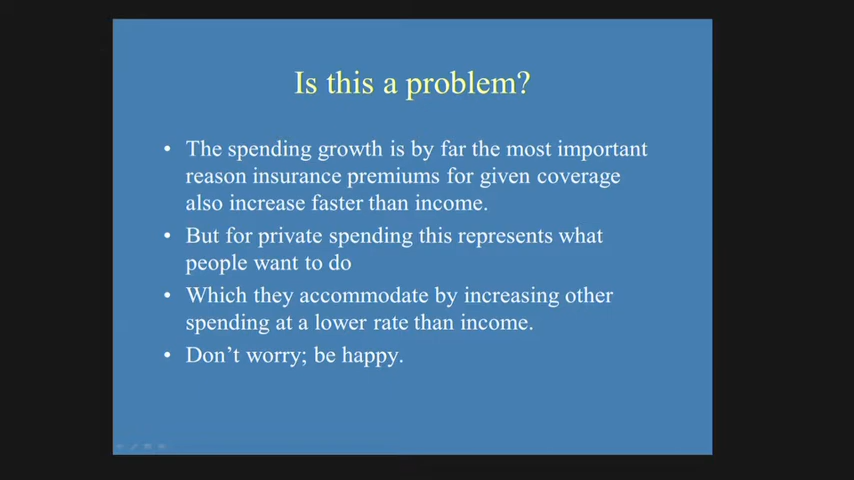 Is this a problem?
• The spending growth is by far the most important
reason insurance premiums for given coverage
also increase faster than income.
• But for private spending this represents what
people want to do
• Which they accommodate by increasing other
spending at a lower rate than income.
• Don't worry; be happy.